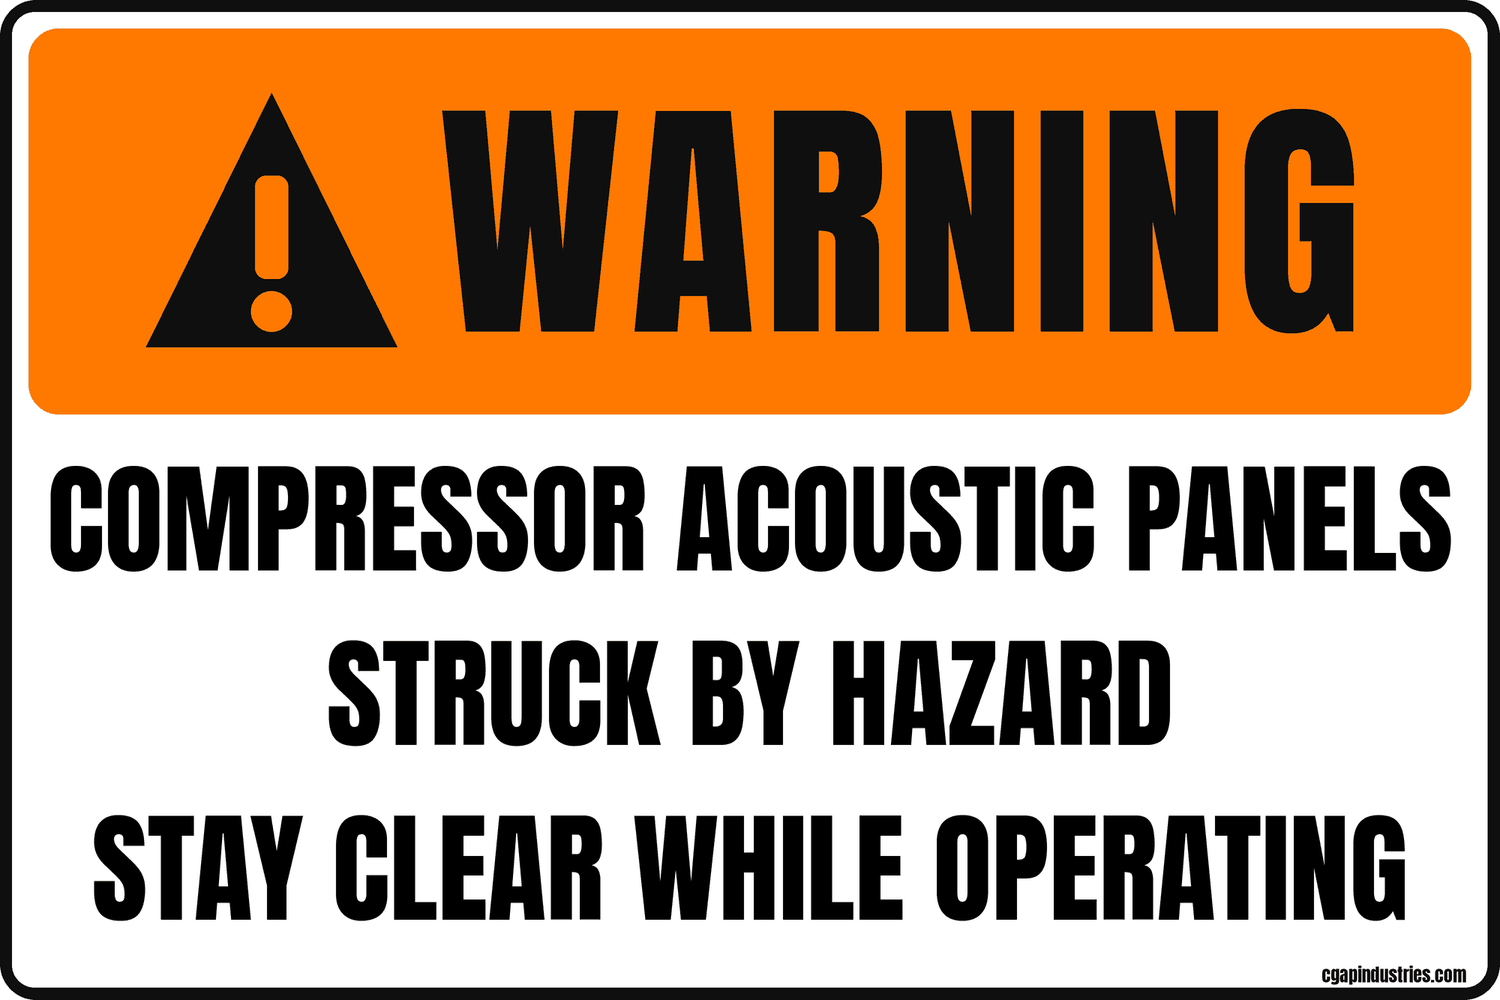 WARNING
COMPRESSOR ACOUSTIC PANELS
STRUCK BY HAZARD
STAY CLEAR WHILE OPERATING
cgapindustries.com